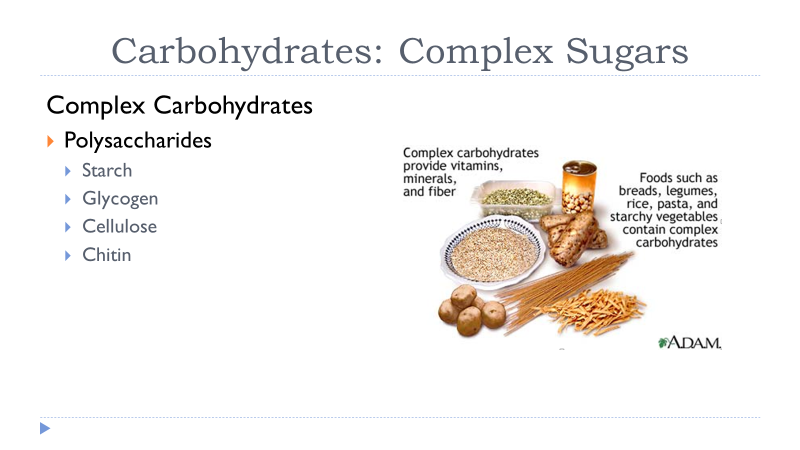 Carbohydrates: Complex Sugars
Complex Carbohydrates
Polysaccharides
Starch
Glycogen
Cellulose
Chitin
Complex carbohydrates
provide vitamins,
minerals,
and fiber
Foods such as
breads, legumes,
rice, pasta, and
starchy vegetables
contain complex
carbohydrates
ADAM.